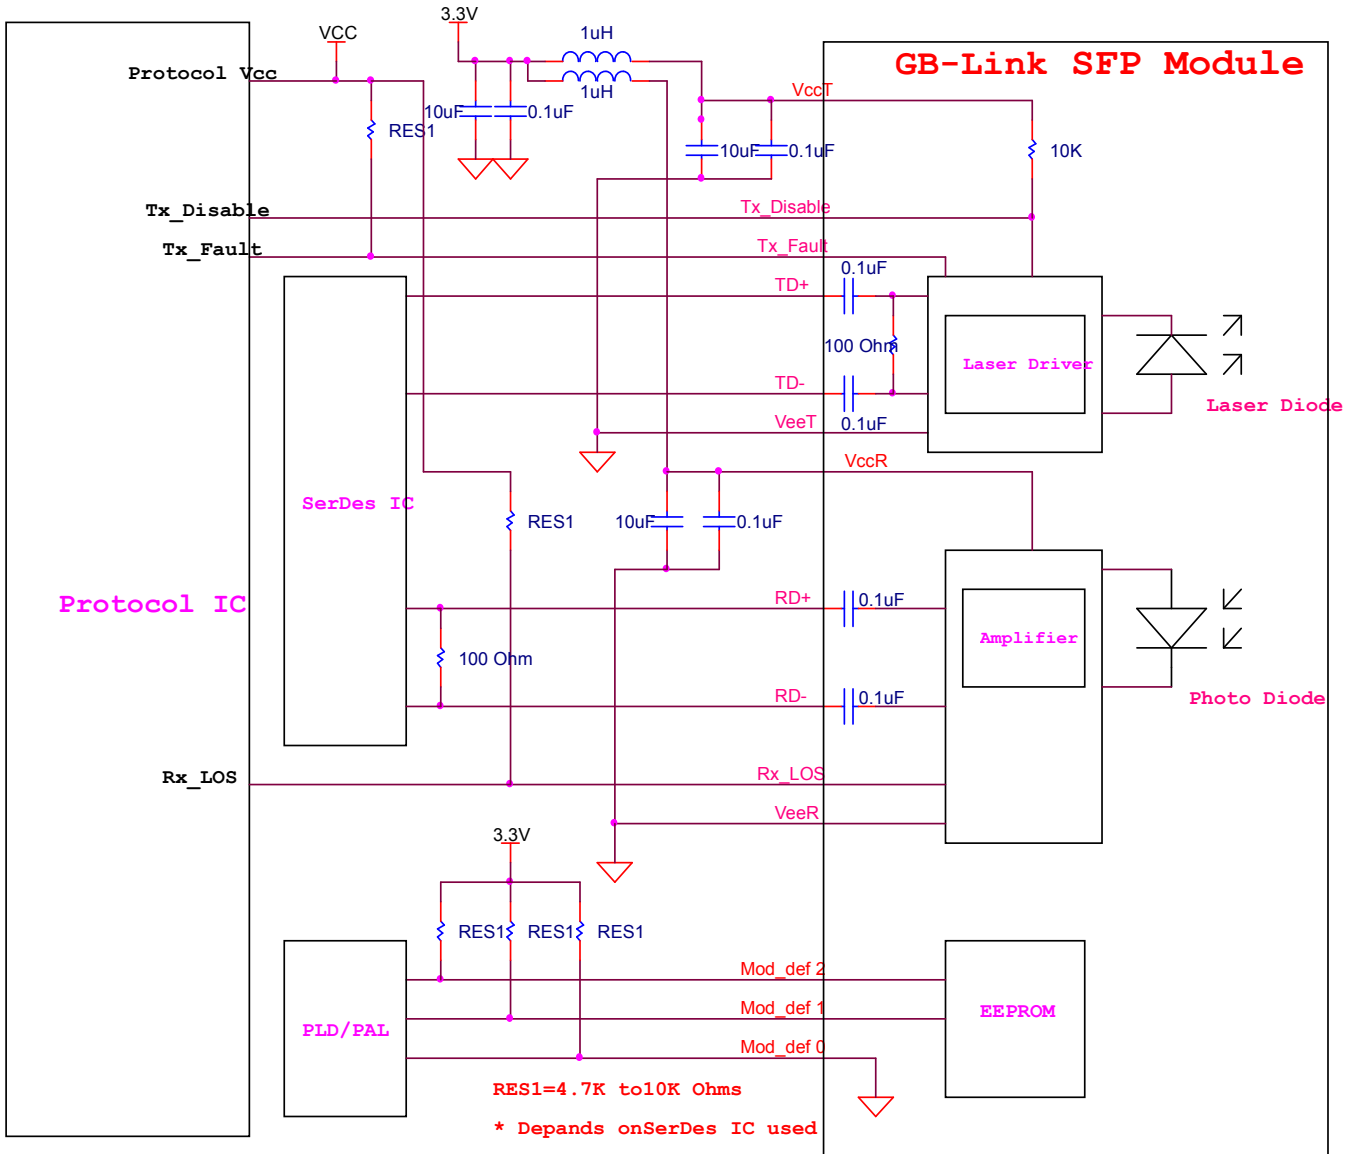 3.3V
VCC
1uH
GB-Link SFP Module
Protocol Vcc
1uH
VccT
10uF
0.1uF
RES1
10uF
0.1uF
10K
Tx_Disable
Tx_Disable
Tx_Fault
Tx_Fault
0.1uF
TD+
100 Ohm
Laser Driver
TD-
Laser Diode
VeeT
0.1uF
VccR
SerDes IC
RES1
10uF
0.1uF
Protocol IC
RD+
0.1uF
Amplifier
100 Ohm
RD-
0.1uF
Photo Diode
Rx_LOS
Rx_LOS
VeeR
3.3V
RES1
RES1
RES1
Mod_def 2
Mod_def 1
EEPROM
PLD/PAL
Mod_def 0
RES1=4.7K to10K Ohms
* Depands onSerDes IC used